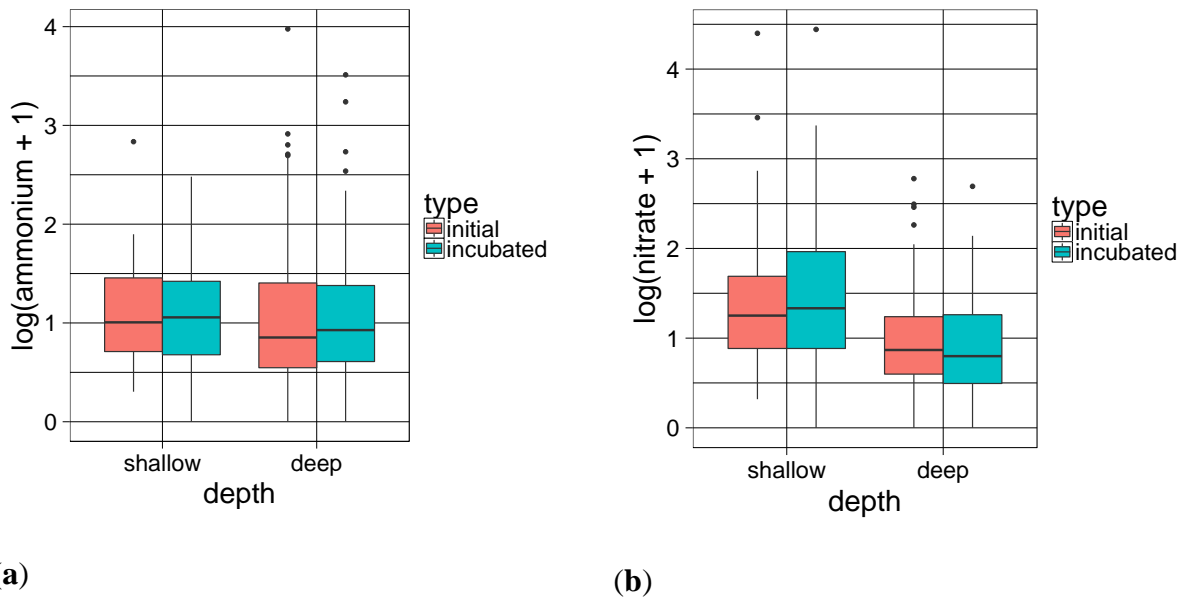 4
3
2
1
0
log(ammonium + 1)
shallow deep
depth
type
initial
incubated
(a)
4
3
2
1
0
log(nitrate + 1)
shallow deep
depth
type
initial
incubated
(b)